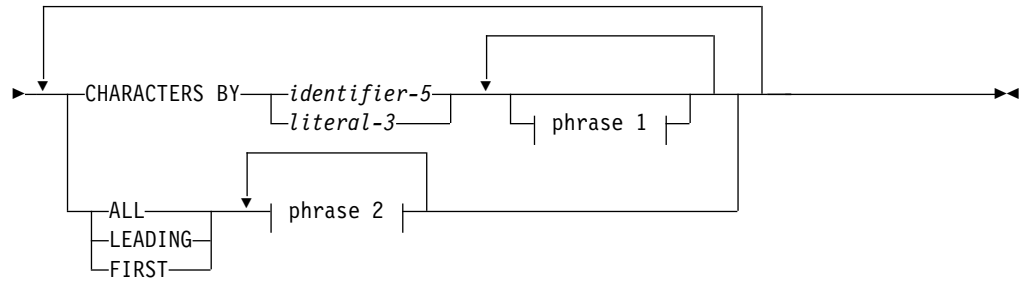 CHARACTERS BY identifier-5
literal-3
phrase 1
ALL
phrase 2
LEADING
FIRST